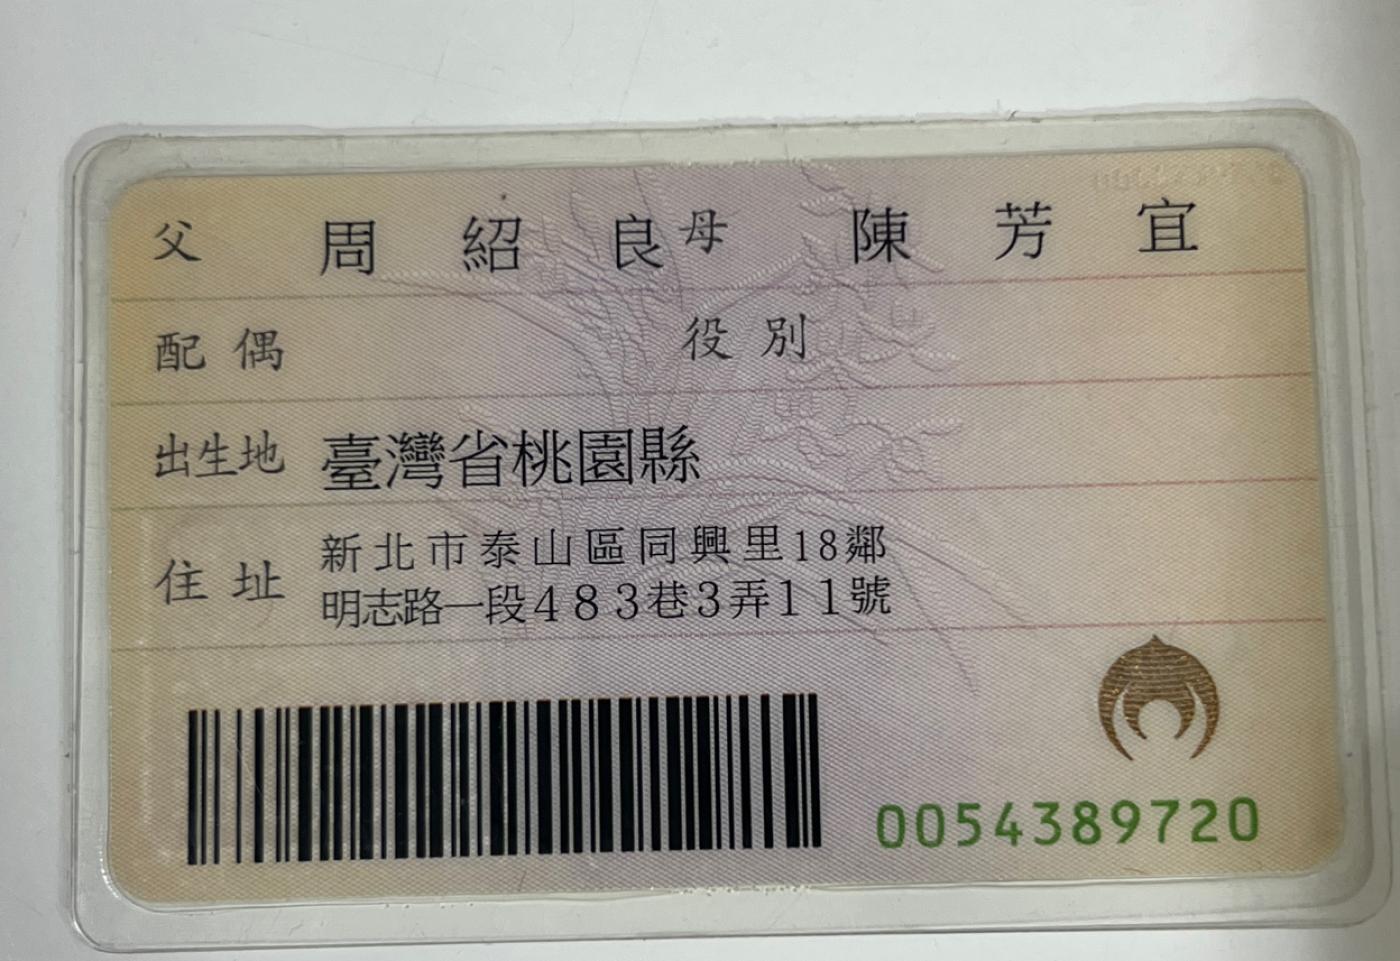 父 周紹良 母 陳芳宜
配偶 役別
出生地 臺灣省桃園縣
住址 新北市泰山區同興里18鄰
明志路一段483巷3弄11號
0054389720